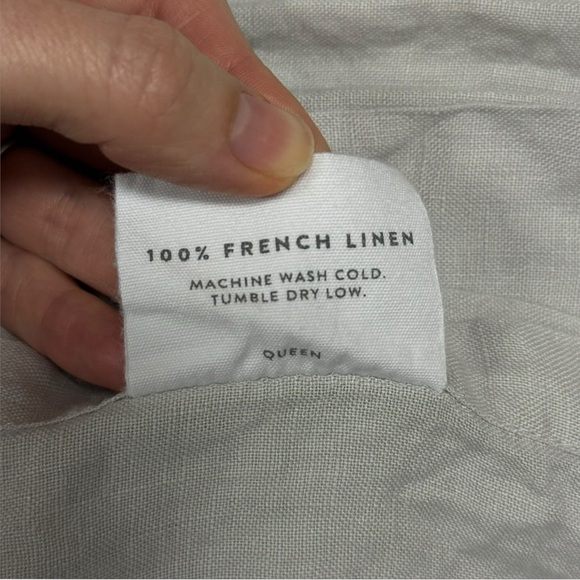 100% FRENCH LINEN
MACHINE WASH COLD.
TUMBLE DRY LOW.
QUEEN